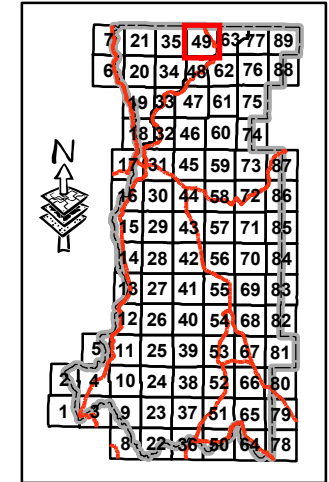 7 21 35 49 63 77 89
6 20 34 48 62 76 88
19 33 47 61 75
18 32 46 60 74
N
17 31 45 59 73 87
16 30 44 58 72 86
15 29 43 57 71 85
14 28 42 56 70 84
13 27 41 55 69 83
12 26 40 54 68 82
5 11 25 39 53 67 81
2 4 10 24 38 52 66 80
1 3 9 23 37 51 65 79
8 22 36 50 64 78